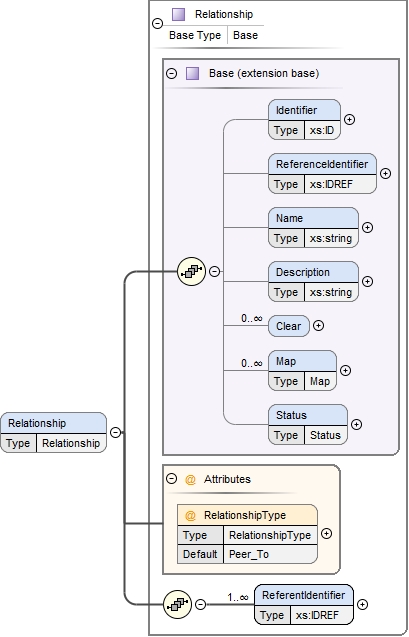 Relationship
Base Type Base
Base (extension base)
Identifier
Type xs:ID
ReferenceIdentifier
Type xs:IDREF
Name
Type xs:string
Description
Type xs:string
0..∞
Clear
0..∞
Map
Type Map
Status
Type Status
Relationship
Type Relationship
@ Attributes
@ RelationshipType
Type RelationshipType
Default Peer_To
1..∞
ReferentIdentifier
Type xs:IDREF